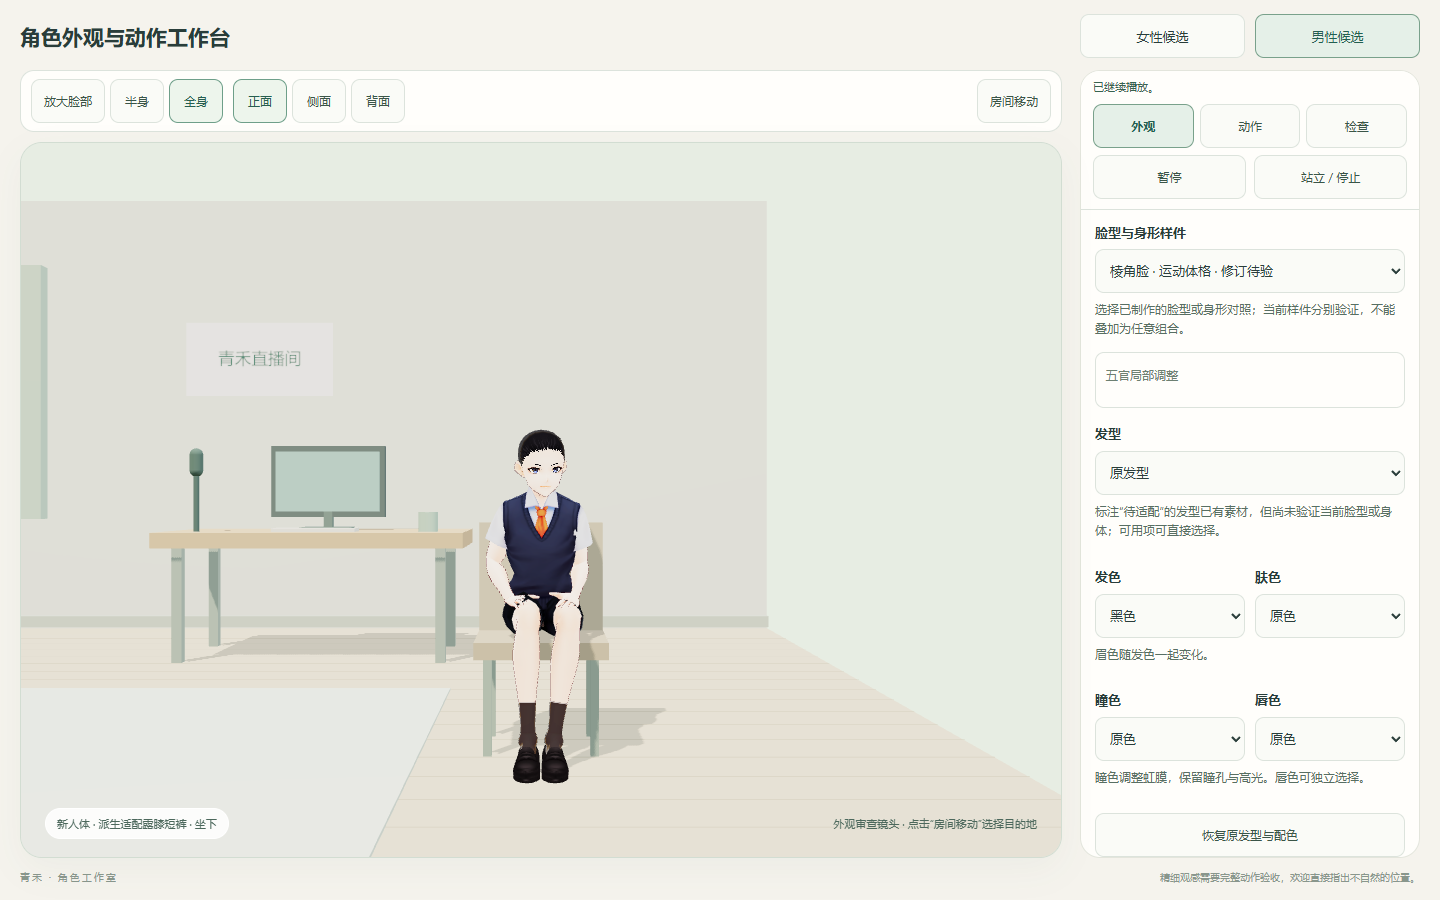 角色外观与动作工作台
女性候选
男性候选
放大脸部
半身
全身
正面
侧面
背面
房间移动
青禾直播间
新人体 · 派生适配露膝短裤 · 坐下
外观审查镜头 · 点击“房间移动”选择目的地
已继续播放。
外观
动作
检查
暂停
站立 / 停止
脸型与身形样件
棱角脸 · 运动体格 · 修订待验
选择已制作的脸型或身形对照；当前样件分别验证，不能
叠加为任意组合。
五官局部调整
发型
原发型
标注“待适配”的发型已有素材，但尚未验证当前脸型或身
体；可用项可直接选择。
发色
肤色
黑色
原色
眉色随发色一起变化。
瞳色
唇色
原色
原色
瞳色调整虹膜，保留瞳孔与高光。唇色可独立选择。
恢复原发型与配色
青禾 · 角色工作室
精细观感需要完整动作验收，欢迎直接指出不自然的位置。